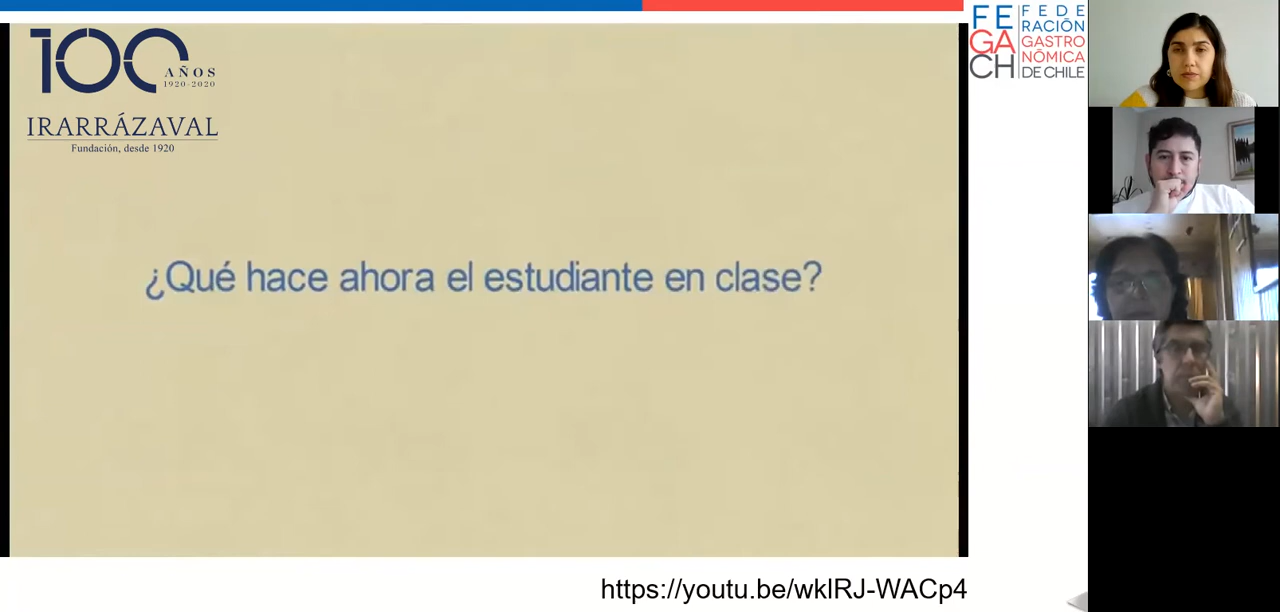 100
AÑOS
1920-2020
IRARRÁZAVAL
Fundación, desde 1920
¿Qué hace ahora el estudiante en clase?
https://youtu.be/wklRJ-WACp4
FE
GA
CH
FEDE
RACIÓN
GASTRO
NÓMICA
DE CHILE